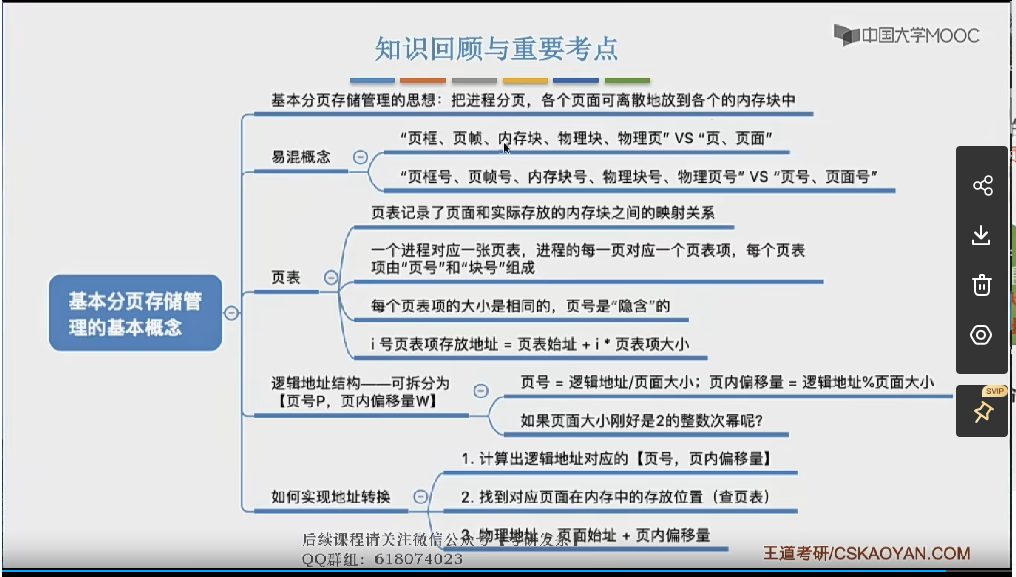 知识回顾与重要考点
中国大学MOOC
基本分页存储管理的思想：把进程分页，各个页面可离散地放到各个的内存块中
易混概念
“页框、页帧、内存块、物理块、物理页” VS “页、页面”
“页框号、页帧号、内存块号、物理块号、物理页号” VS “页号、页面号”
基本分页存储管
理的基本概念
页表
页表记录了页面和实际存放的内存块之间的映射关系
一个进程对应一张页表，进程的每一页对应一个页表项，每个页表
项由“页号”和“块号”组成
每个页表项的大小是相同的，页号是“隐含”的
i 号页表项存放地址 = 页表始址 + i * 页表项大小
逻辑地址结构——可拆分为
【页号P，页内偏移量W】
页号 = 逻辑地址/页面大小；页内偏移量 = 逻辑地址%页面大小
如果页面大小刚好是2的整数次幂呢？
如何实现地址转换
1. 计算出逻辑地址对应的【页号，页内偏移量】
2. 找到对应页面在内存中的存放位置（查页表）
3. 物理地址 = 页面始址 + 页内偏移量
后续课程请关注微信公众号
QQ群组：618074023
王道考研/CSKAOYAN.COM
SVIP